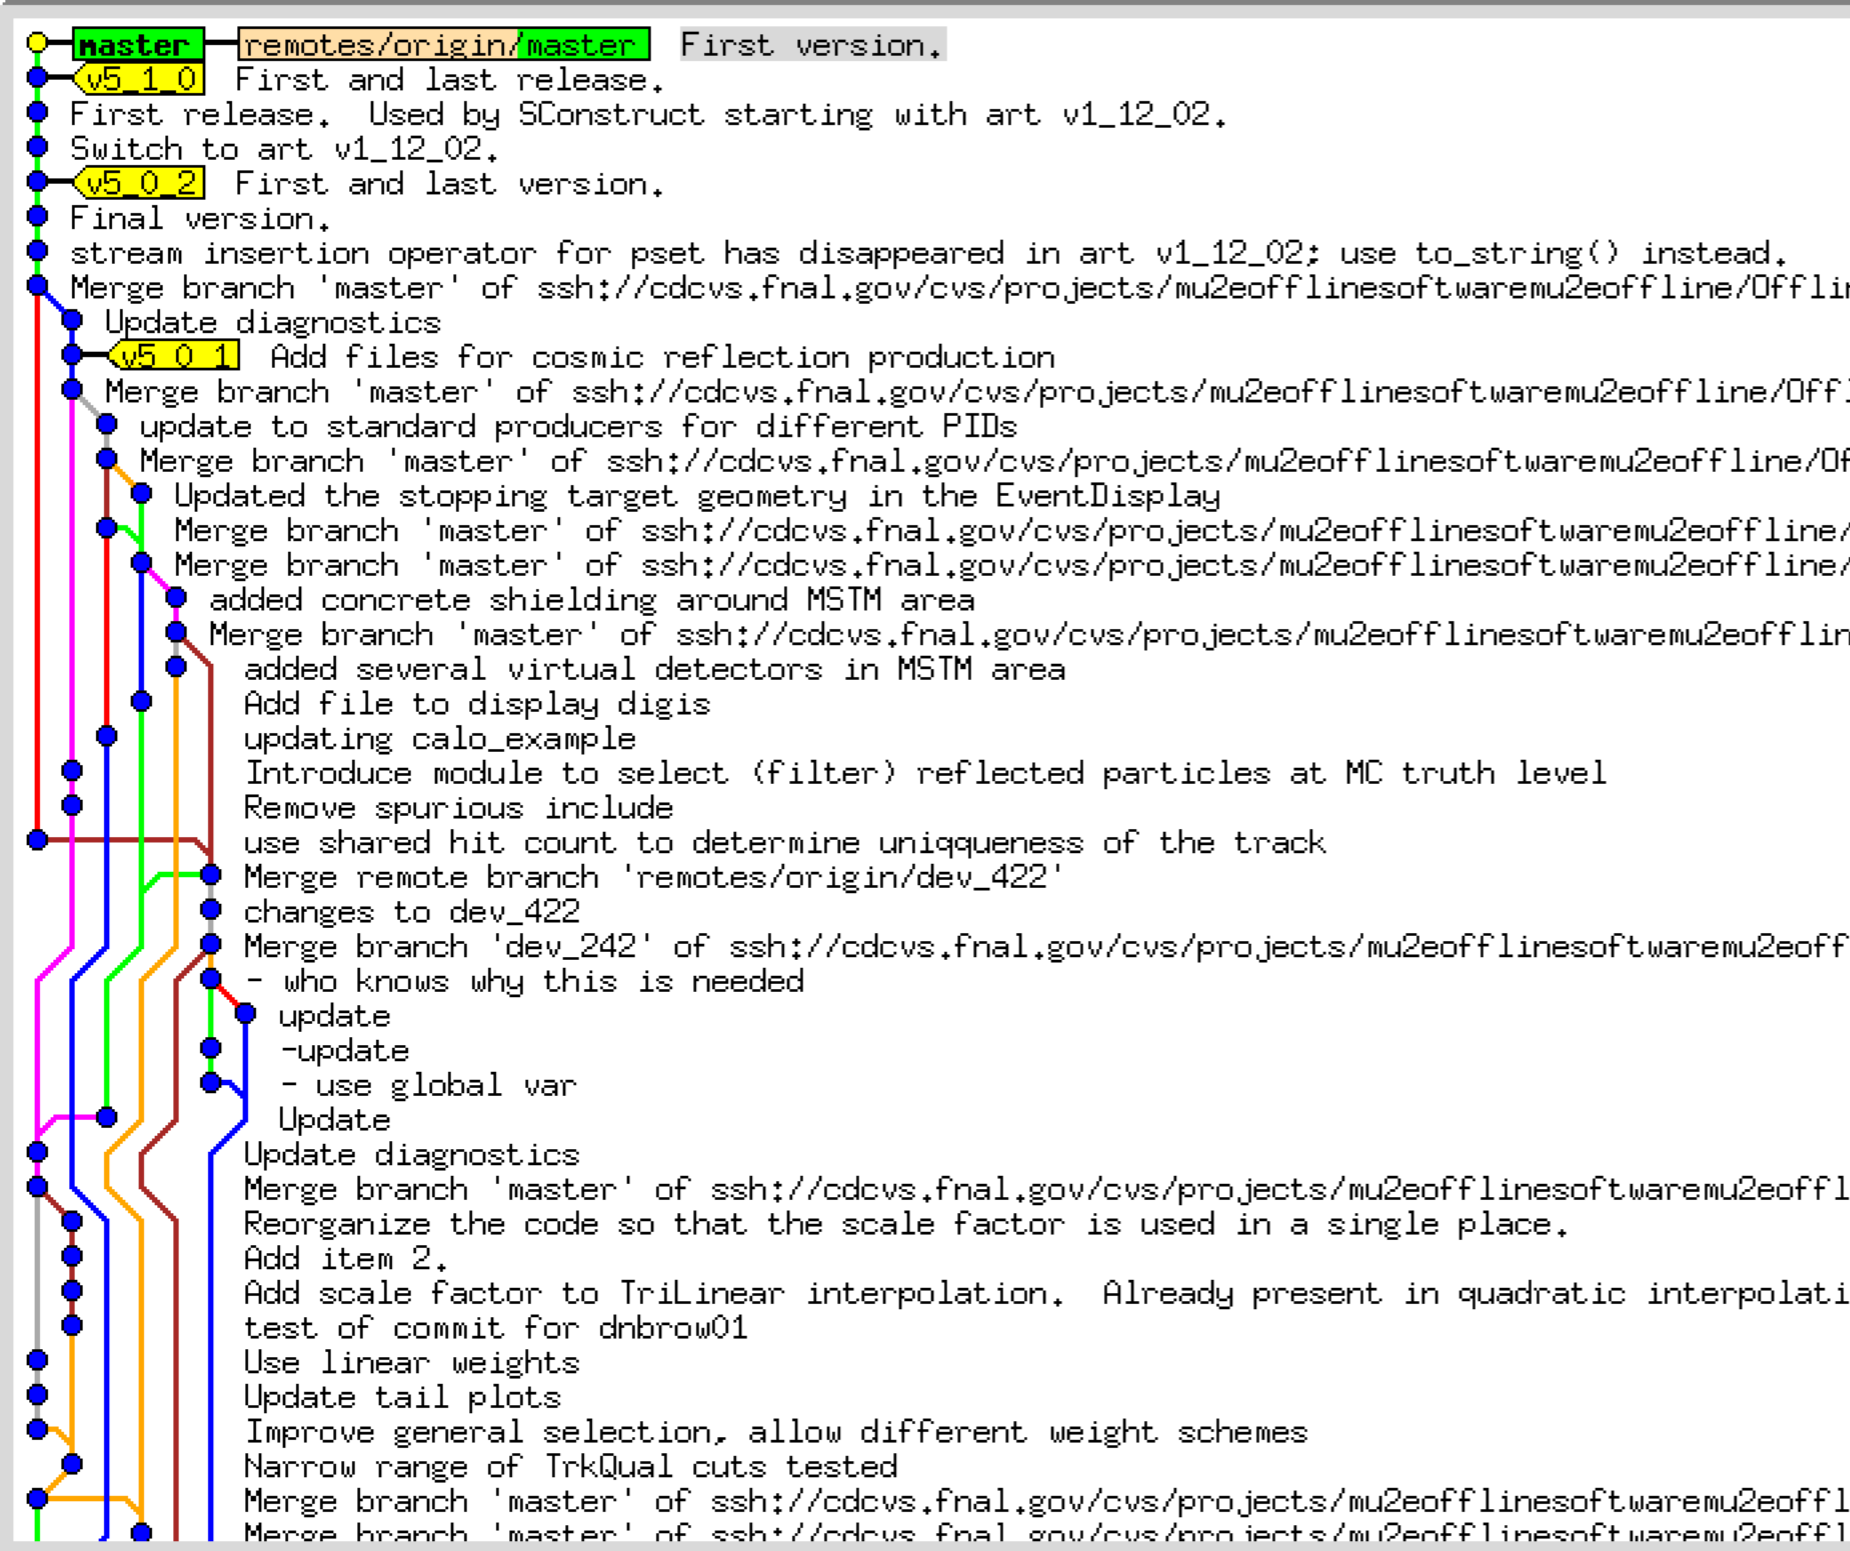 master remotes/origin/master First version.
v5_1_0 First and last release.
First release.  Used by SConstruct starting with art v1_12_02.
Switch to art v1_12_02.
v5_0_2 First and last version.
Final version.
stream insertion operator for pset has disappeared in art v1_12_02; use to_string() instead.
Merge branch 'master' of ssh://cdcvs.fnal.gov/cvs/projects/mu2eofflinesoftwaremu2eoffline/Offlin
Update diagnostics
v5_0_1 Add files for cosmic reflection production
Merge branch 'master' of ssh://cdcvs.fnal.gov/cvs/projects/mu2eofflinesoftwaremu2eoffline/Offl
update to standard producers for different PIDs
Merge branch 'master' of ssh://cdcvs.fnal.gov/cvs/projects/mu2eofflinesoftwaremu2eoffline/Of
Updated the stopping target geometry in the EventDisplay
Merge branch 'master' of ssh://cdcvs.fnal.gov/cvs/projects/mu2eofflinesoftwaremu2eoffline/
Merge branch 'master' of ssh://cdcvs.fnal.gov/cvs/projects/mu2eofflinesoftwaremu2eoffline/
added concrete shielding around MSTM area
Merge branch 'master' of ssh://cdcvs.fnal.gov/cvs/projects/mu2eofflinesoftwaremu2eofflin
added several virtual detectors in MSTM area
Add file to display digis
updating calo_example
Introduce module to select (filter) reflected particles at MC truth level
Remove spurious include
use shared hit count to determine uniqqueness of the track
Merge remote branch 'remotes/origin/dev_422'
changes to dev_422
Merge branch 'dev_242' of ssh://cdcvs.fnal.gov/cvs/projects/mu2eofflinesoftwaremu2eoff
- who knows why this is needed
update
-update
- use global var
Update
Update diagnostics
Merge branch 'master' of ssh://cdcvs.fnal.gov/cvs/projects/mu2eofflinesoftwaremu2eoffl
Reorganize the code so that the scale factor is used in a single place.
Add item 2.
Add scale factor to TriLinear interpolation.  Already present in quadratic interpolati
test of commit for dnbrow01
Use linear weights
Update tail plots
Improve general selection, allow different weight schemes
Narrow range of TrkQual cuts tested
Merge branch 'master' of ssh://cdcvs.fnal.gov/cvs/projects/mu2eofflinesoftwaremu2eoffl
Merge branch 'master' of ssh://cdcvs.fnal.gov/cvs/projects/mu2eofflinesoftwaremu2eoffl